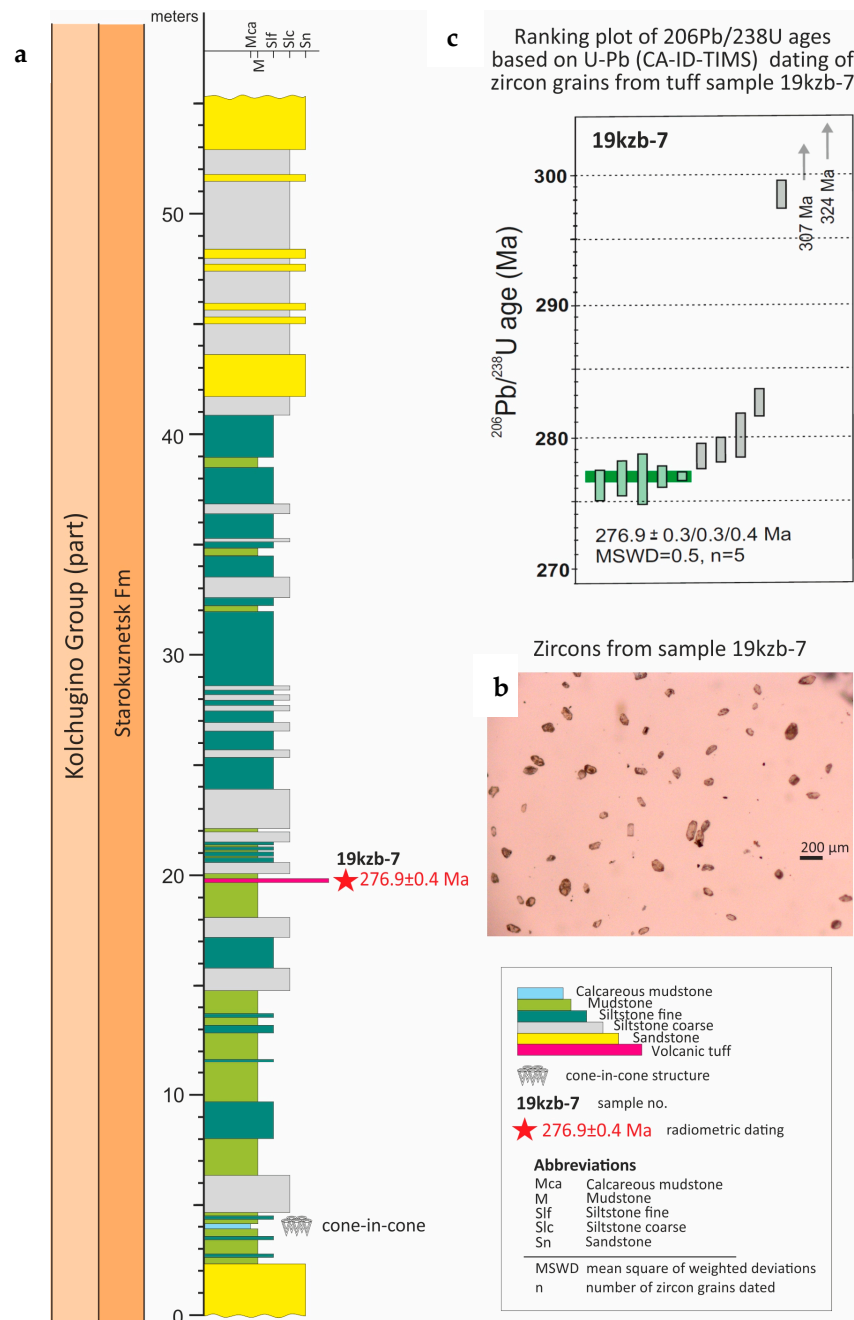 a
meters
Mca
M
Slf
Slc
Sn
50
40
30
20
10
0
Kolchugino Group (part)
Starokuznetsk Fm
19kzb-7
276.9±0.4 Ma
cone-in-cone
c
Ranking plot of 206Pb/238U ages
based on U-Pb (CA-ID-TIMS) dating of
zircon grains from tuff sample 19kzb-7
19kzb-7
300
290
280
270
206Pb/238U age (Ma)
307 Ma
324 Ma
276.9 ± 0.3/0.3/0.4 Ma
MSWD=0.5, n=5
Zircons from sample 19kzb-7
b
200 µm
Calcareous mudstone
Mudstone
Siltstone fine
Siltstone coarse
Sandstone
Volcanic tuff
cone-in-cone structure
19kzb-7 sample no.
276.9±0.4 Ma radiometric dating
Abbreviations
Mca Calcareous mudstone
M Mudstone
Slf Siltstone fine
Slc Siltstone coarse
Sn Sandstone
MSWD mean square of weighted deviations
n number of zircon grains dated